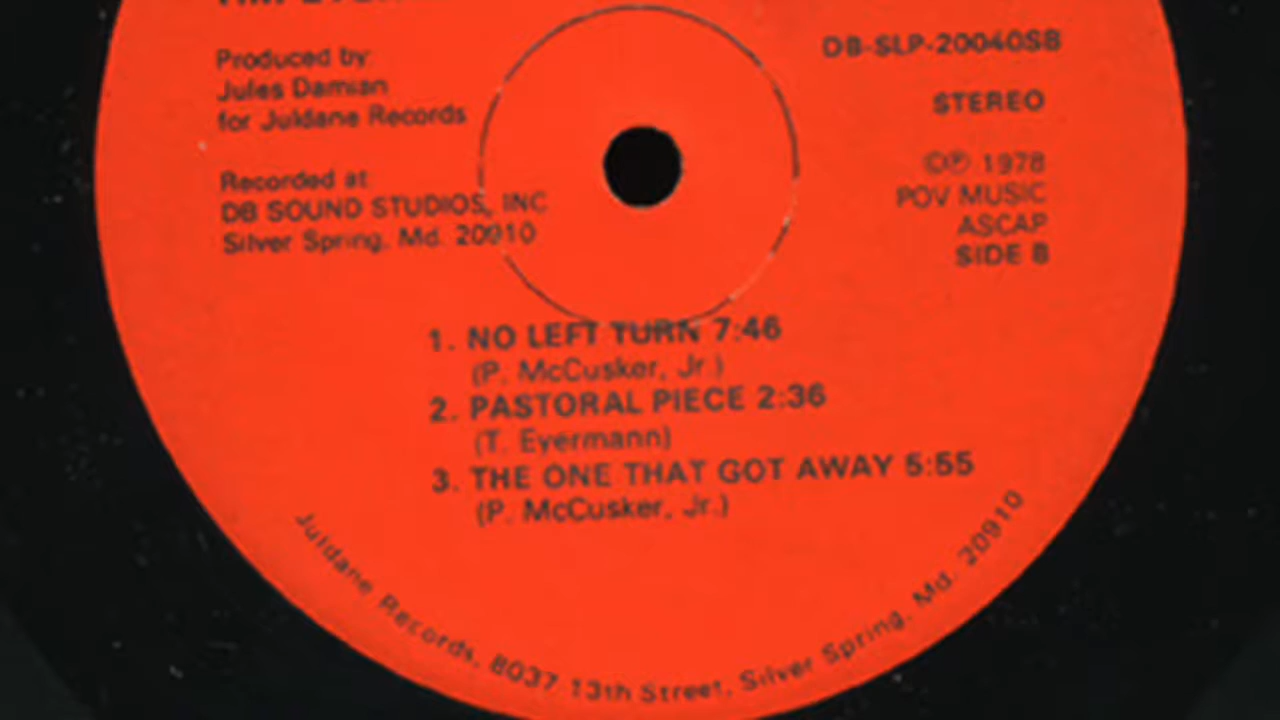 Produced by:
Jules Damian
for Juldane Records
Recorded at:
DB SOUND STUDIOS, INC
Silver Spring, Md. 20910
DB-SLP-20040SB
STEREO
©℗ 1978
POV MUSIC
ASCAP
SIDE B
1. NO LEFT TURN 7:46
(P. McCusker, Jr.)
2. PASTORAL PIECE 2:36
(T. Eyermann)
3. THE ONE THAT GOT AWAY 5:55
(P. McCusker, Jr.)
Juldane Records, 8037 13th Street, Silver Spring, Md. 20910